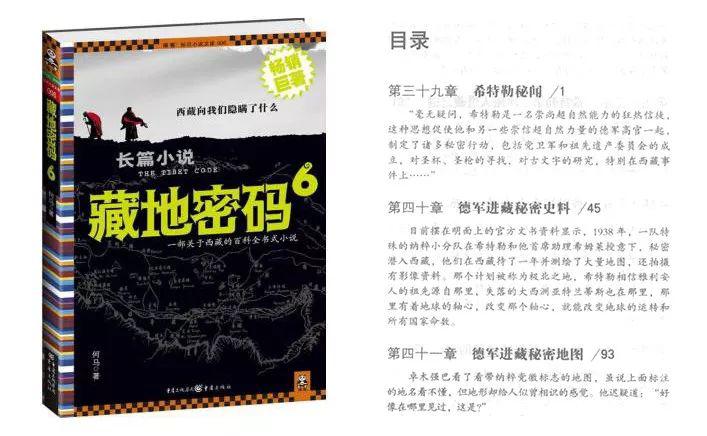 畅销
巨著
西藏向我们隐瞒了什么
长篇小说
THE TIBET CODE
藏地密码6
一部关于西藏的百科全书式小说
何马 著
重庆出版集团 重庆出版社
藏地密码
6
何马 著
目录
第三十九章 希特勒秘闻 /1
“毫无疑问，希特勒是一名崇尚超自然能力的狂热信徒，
这种思想促使他和另一些崇信超自然力量的德军高官一起，
制定了诸多秘密行动，包括党卫军和祖先遗产委员会的成
立，对圣杯、圣枪的寻找，对古文字的研究，特别在西藏事
件上……”
第四十章 德军进藏秘密史料 /45
目前摆在明面上的官方文书资料显示，1938 年，一队特
殊的纳粹小分队在希特勒和他首席助理希姆莱授意下，秘密
潜入西藏，他们在西藏待了一年并测绘了大量地图，还拍摄
有影像资料。那个计划被称为极北之地，希特勒相信雅利安
人的祖先源自那里，失落的大西洲亚特兰蒂斯也在那里，那
里有着地球的轴心，改变那个轴心，就能改变地球的运转和
所有国家命数。
第四十一章 德军进藏秘密地图 /93
卓木强巴看了看带纳粹党徽标志的地图，虽说上面标注
的地名看不懂，但地形却给人似曾相识的感觉。他迟疑道：“好
像在哪里见过，这是?”